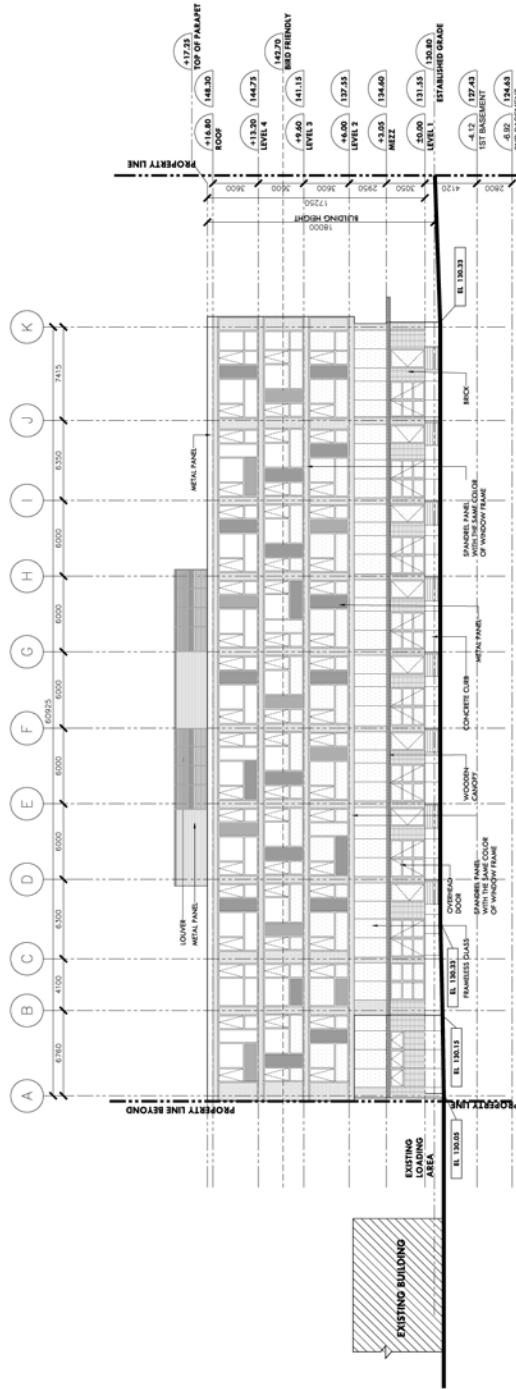 A
B
C
D
E
F
G
H
I
J
K
60925
6760
4100
6300
6000
6000
6000
6000
6000
6350
7415
LOUVER
METAL PANEL
METAL PANEL
PROPERTY LINE
PROPERTY LINE BEYOND
PROPERTY LINE
+17.25
TOP OF PARAPET
+16.80
148.30
ROOF
+13.20
144.75
LEVEL 4
142.70
BIRD FRIENDLY
+9.60
141.15
LEVEL 3
+6.00
137.55
LEVEL 2
+3.05
134.60
MEZZ
±0.00
131.55
LEVEL 1
130.80
ESTABLISHED GRADE
-4.12
127.43
1ST BASEMENT
-6.92
124.63
3600
3600
3600
2950
3050
4120
2800
17250
18000
BUILDING HEIGHT
EXISTING BUILDING
EXISTING
LOADING
AREA
EL 130.05
EL 130.15
EL 130.33
EL 130.33
FRAMELESS GLASS
OVERHEAD
DOOR
SPANDREL PANEL
WITH THE SAME COLOR
OF WINDOW FRAME
WOODEN
CANOPY
CONCRETE CURB
METAL PANEL
SPANDREL PANEL
WITH THE SAME COLOR
OF WINDOW FRAME
BRICK